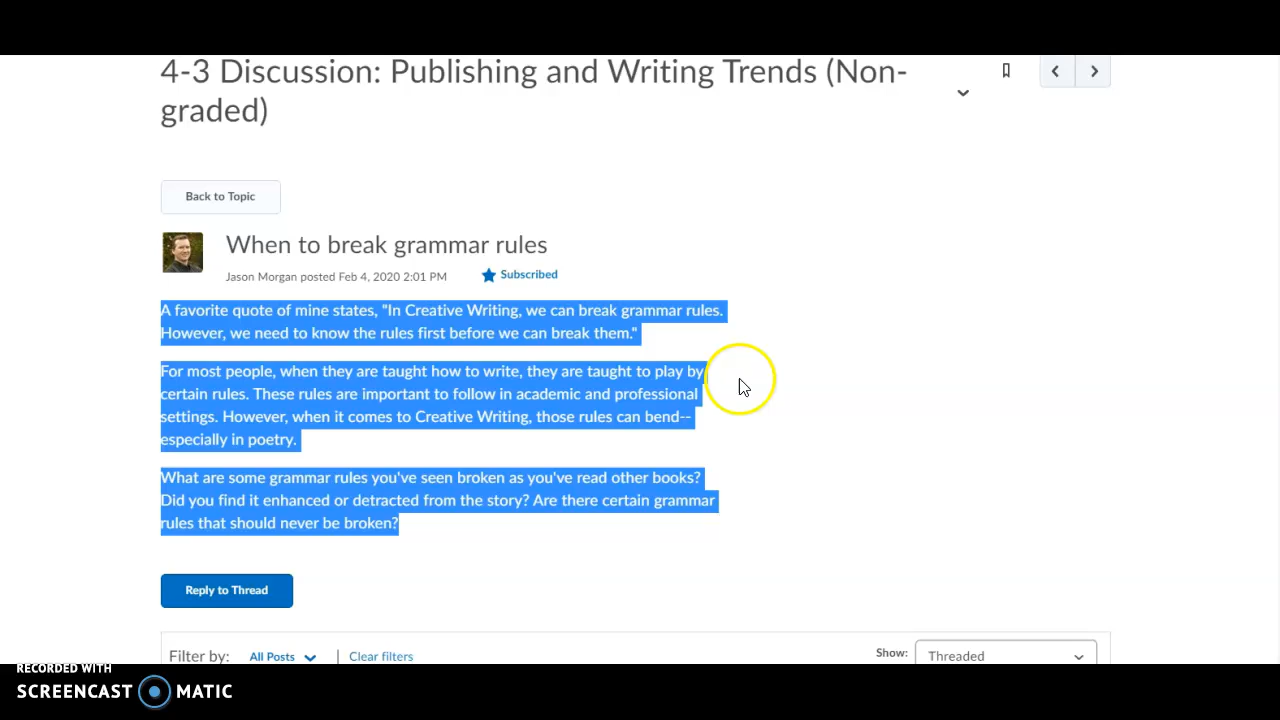 4-3 Discussion: Publishing and Writing Trends (Non-
graded)
Back to Topic
When to break grammar rules
Jason Morgan posted Feb 4, 2020 2:01 PM
Subscribed
A favorite quote of mine states, "In Creative Writing, we can break grammar rules.
However, we need to know the rules first before we can break them."
For most people, when they are taught how to write, they are taught to play by
certain rules. These rules are important to follow in academic and professional
settings. However, when it comes to Creative Writing, those rules can bend--
especially in poetry.
What are some grammar rules you've seen broken as you've read other books?
Did you find it enhanced or detracted from the story? Are there certain grammar
rules that should never be broken?
Reply to Thread
Filter by: All Posts | Clear filters
Show: Threaded
RECORDED WITH
SCREENCAST MATIC